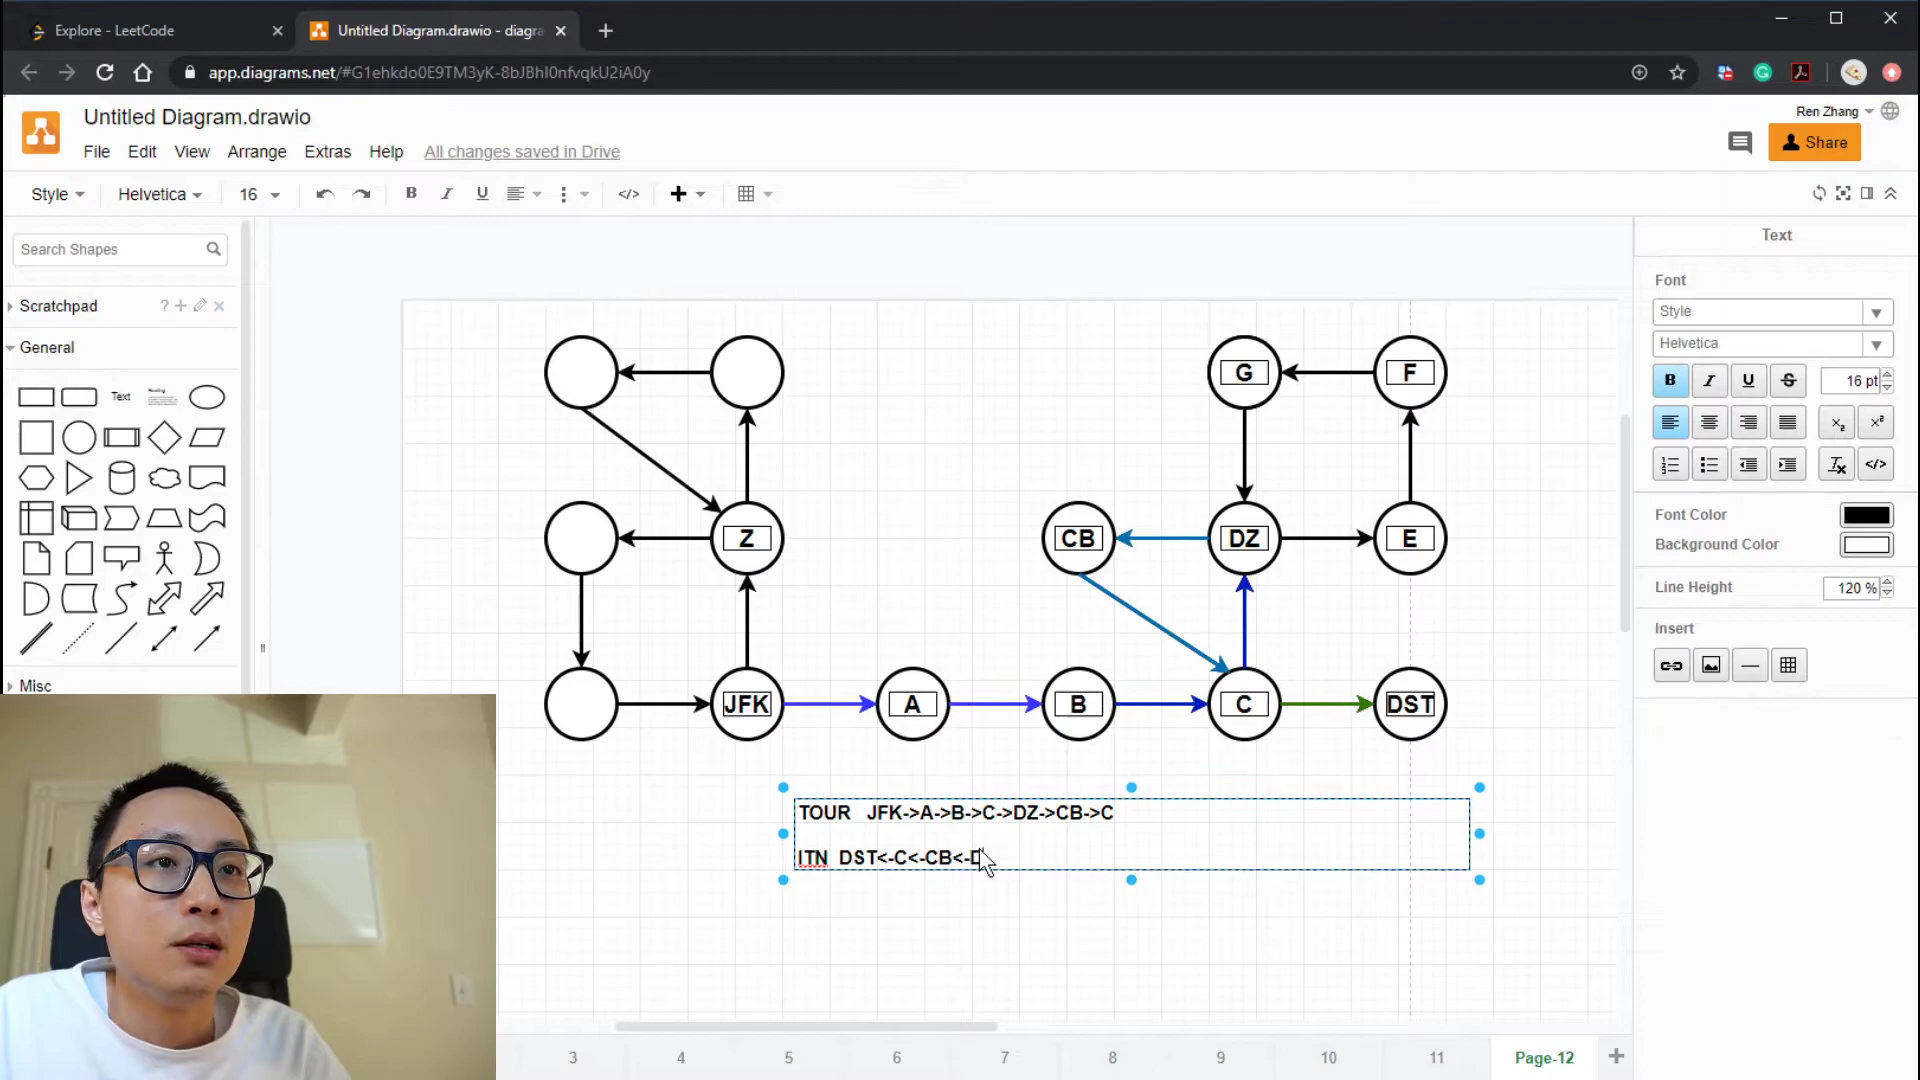 Explore - LeetCode
Untitled Diagram.drawio - diagra
app.diagrams.net/#G1ehkdo0E9TM3yK-8bJBhI0nfvqkU2iA0y
Untitled Diagram.drawio
Ren Zhang
File Edit View Arrange Extras Help All changes saved in Drive
Share
Style Helvetica 16 B I U </>
Search Shapes
Text
Scratchpad ?
Font
General
Style
Helvetica
Text Heading
B I U S 16 pt
G F
Font Color
Background Color
Z CB DZ E
Line Height 120 %
Insert
Misc
JFK A B C DST
TOUR JFK->A->B->C->DZ->CB->C
ITN DST<-C<-CB<-D
3 4 5 6 7 8 9 10 11 Page-12